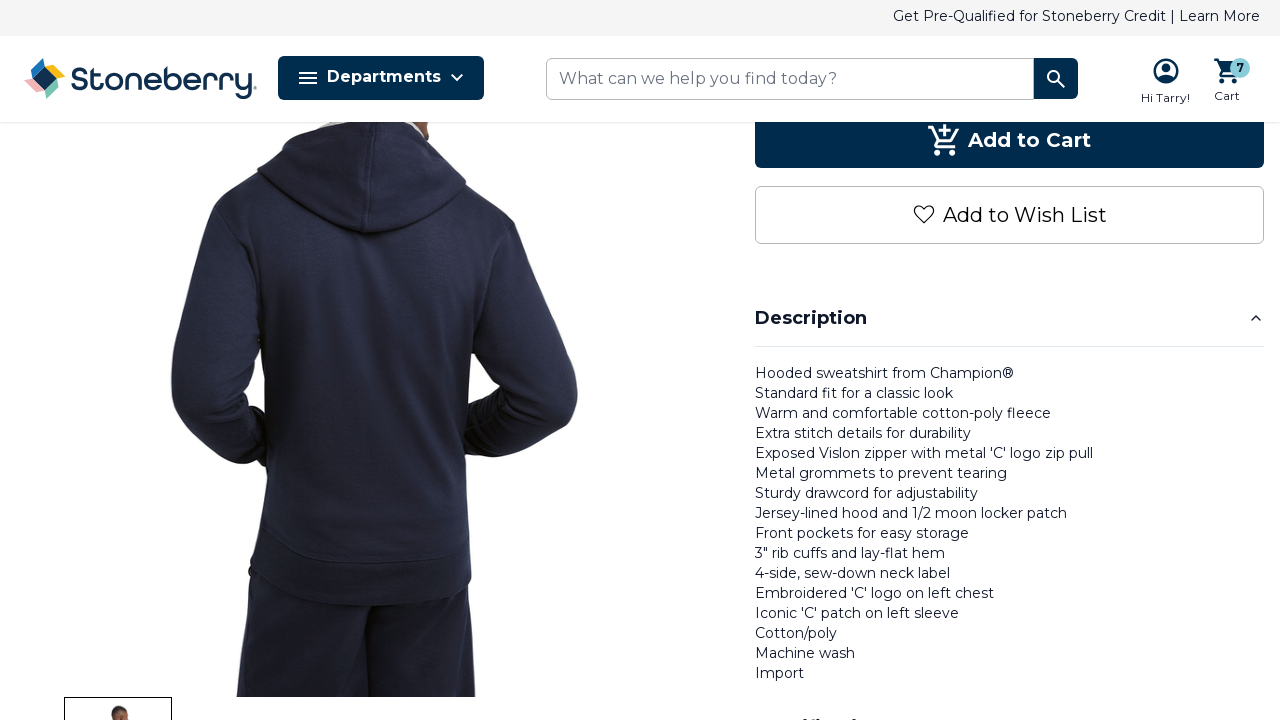 Get Pre-Qualified for Stoneberry Credit | Learn More
Stoneberry
Departments
What can we help you find today?
Hi Tarry!
7
Cart
Add to Cart
Add to Wish List
Description
Hooded sweatshirt from Champion®
Standard fit for a classic look
Warm and comfortable cotton-poly fleece
Extra stitch details for durability
Exposed Vislon zipper with metal 'C' logo zip pull
Metal grommets to prevent tearing
Sturdy drawcord for adjustability
Jersey-lined hood and 1/2 moon locker patch
Front pockets for easy storage
3" rib cuffs and lay-flat hem
4-side, sew-down neck label
Embroidered 'C' logo on left chest
Iconic 'C' patch on left sleeve
Cotton/poly
Machine wash
Import